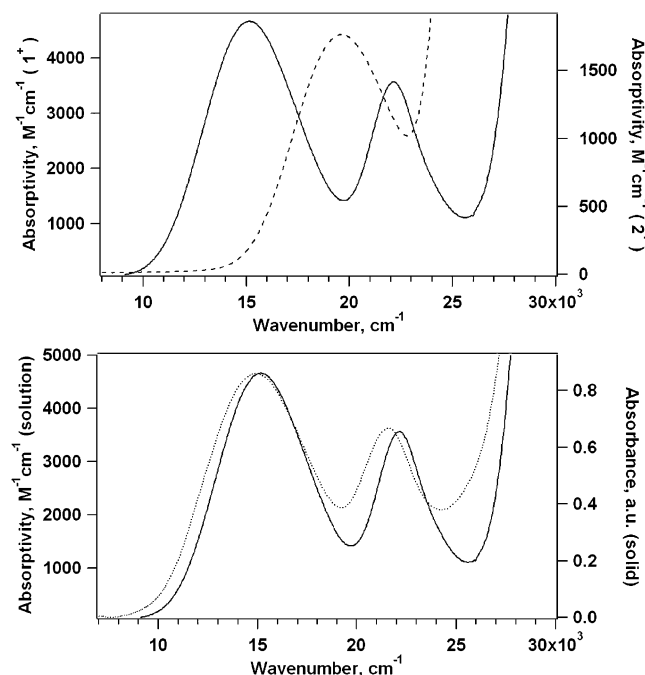 Absorptivity, M⁻¹cm⁻¹ ( 1⁺ )
4000
3000
2000
1000
1500
1000
500
0
Absorptivity, M⁻cm⁻ ( 2⁺ )
10 15 20 25 30x10³
Wavenumber, cm⁻¹
Absorptivity, M⁻¹cm⁻¹ (solution)
5000
4000
3000
2000
1000
0.8
0.6
0.4
0.2
0.0
Absorbance, a.u. (solid)
10 15 20 25 30x10³
Wavenumber, cm⁻¹